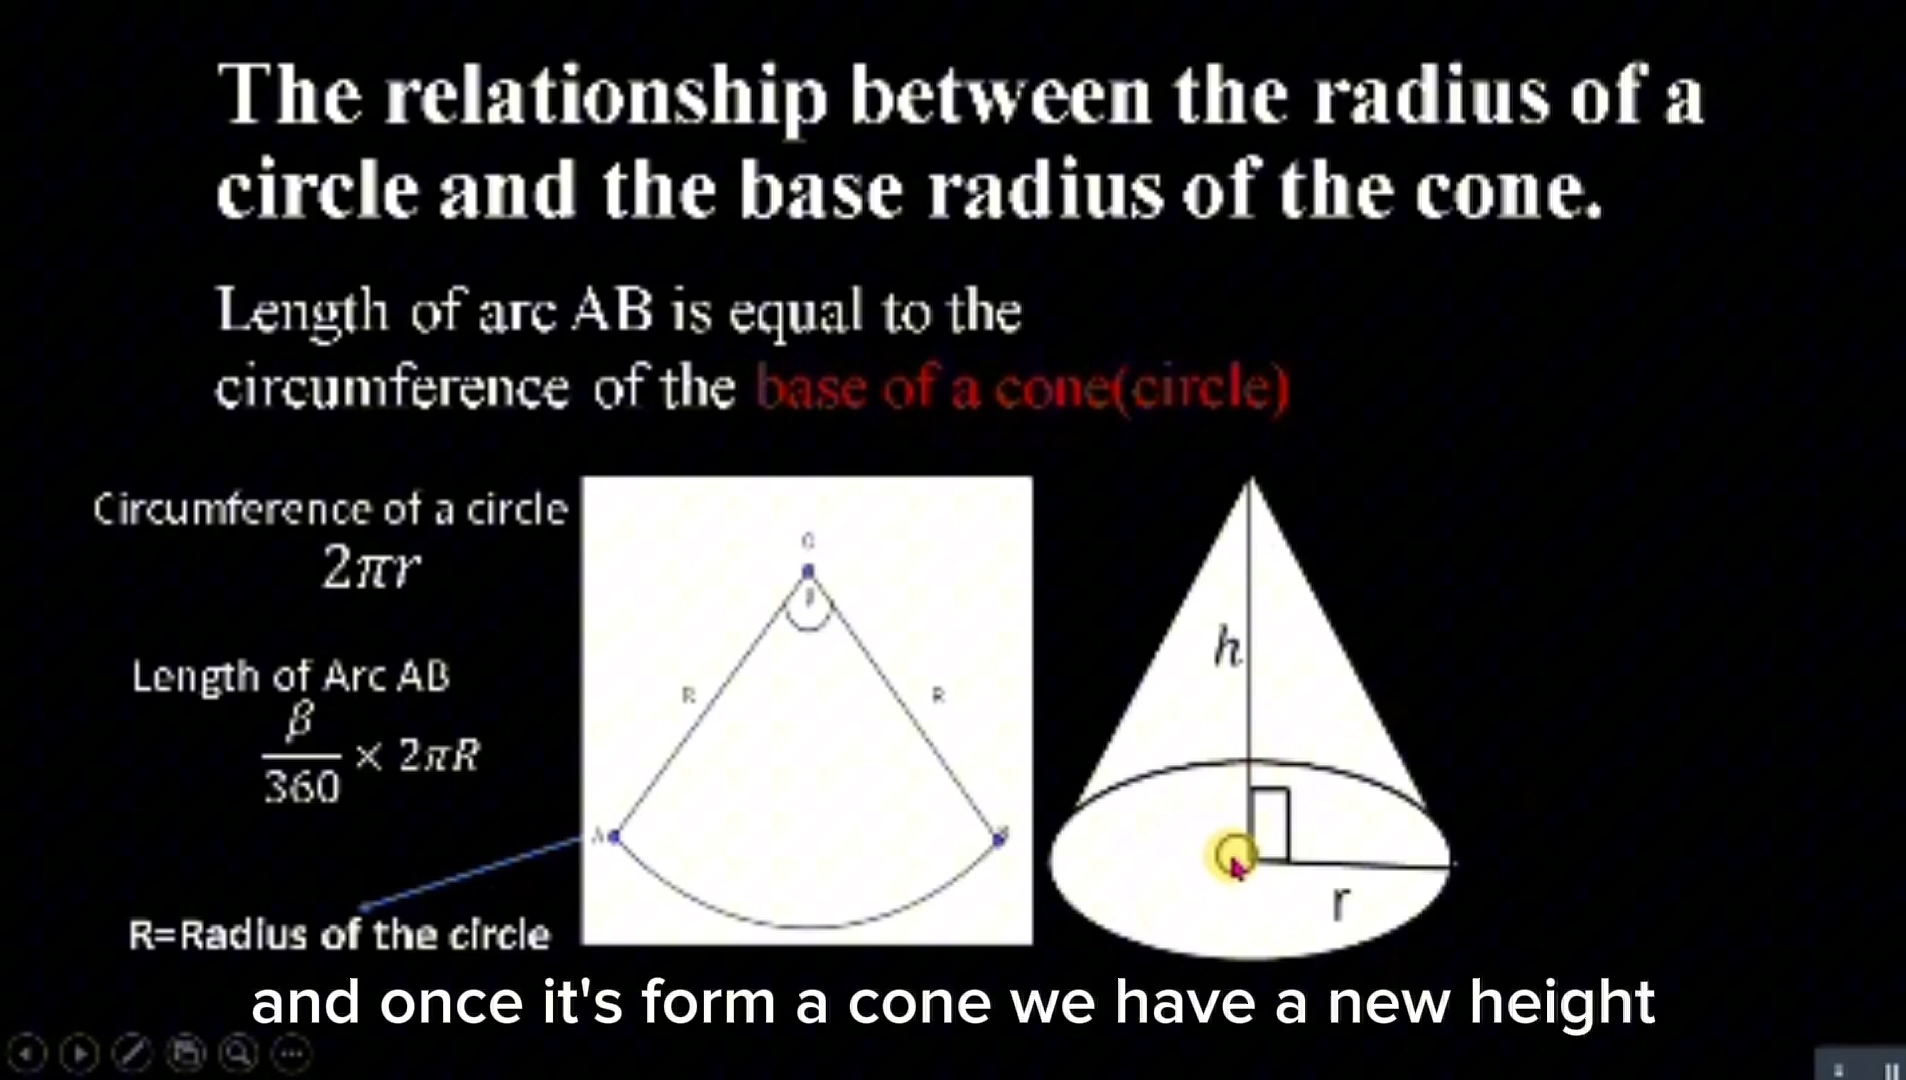 The relationship between the radius of a
circle and the base radius of the cone.
Length of arc AB is equal to the
circumference of the base of a cone(circle)
Circumference of a circle
2πr
Length of Arc AB
β/360 × 2πR
R=Radius of the circle
R
R
A
B
h
r
and once it's form a cone we have a new height